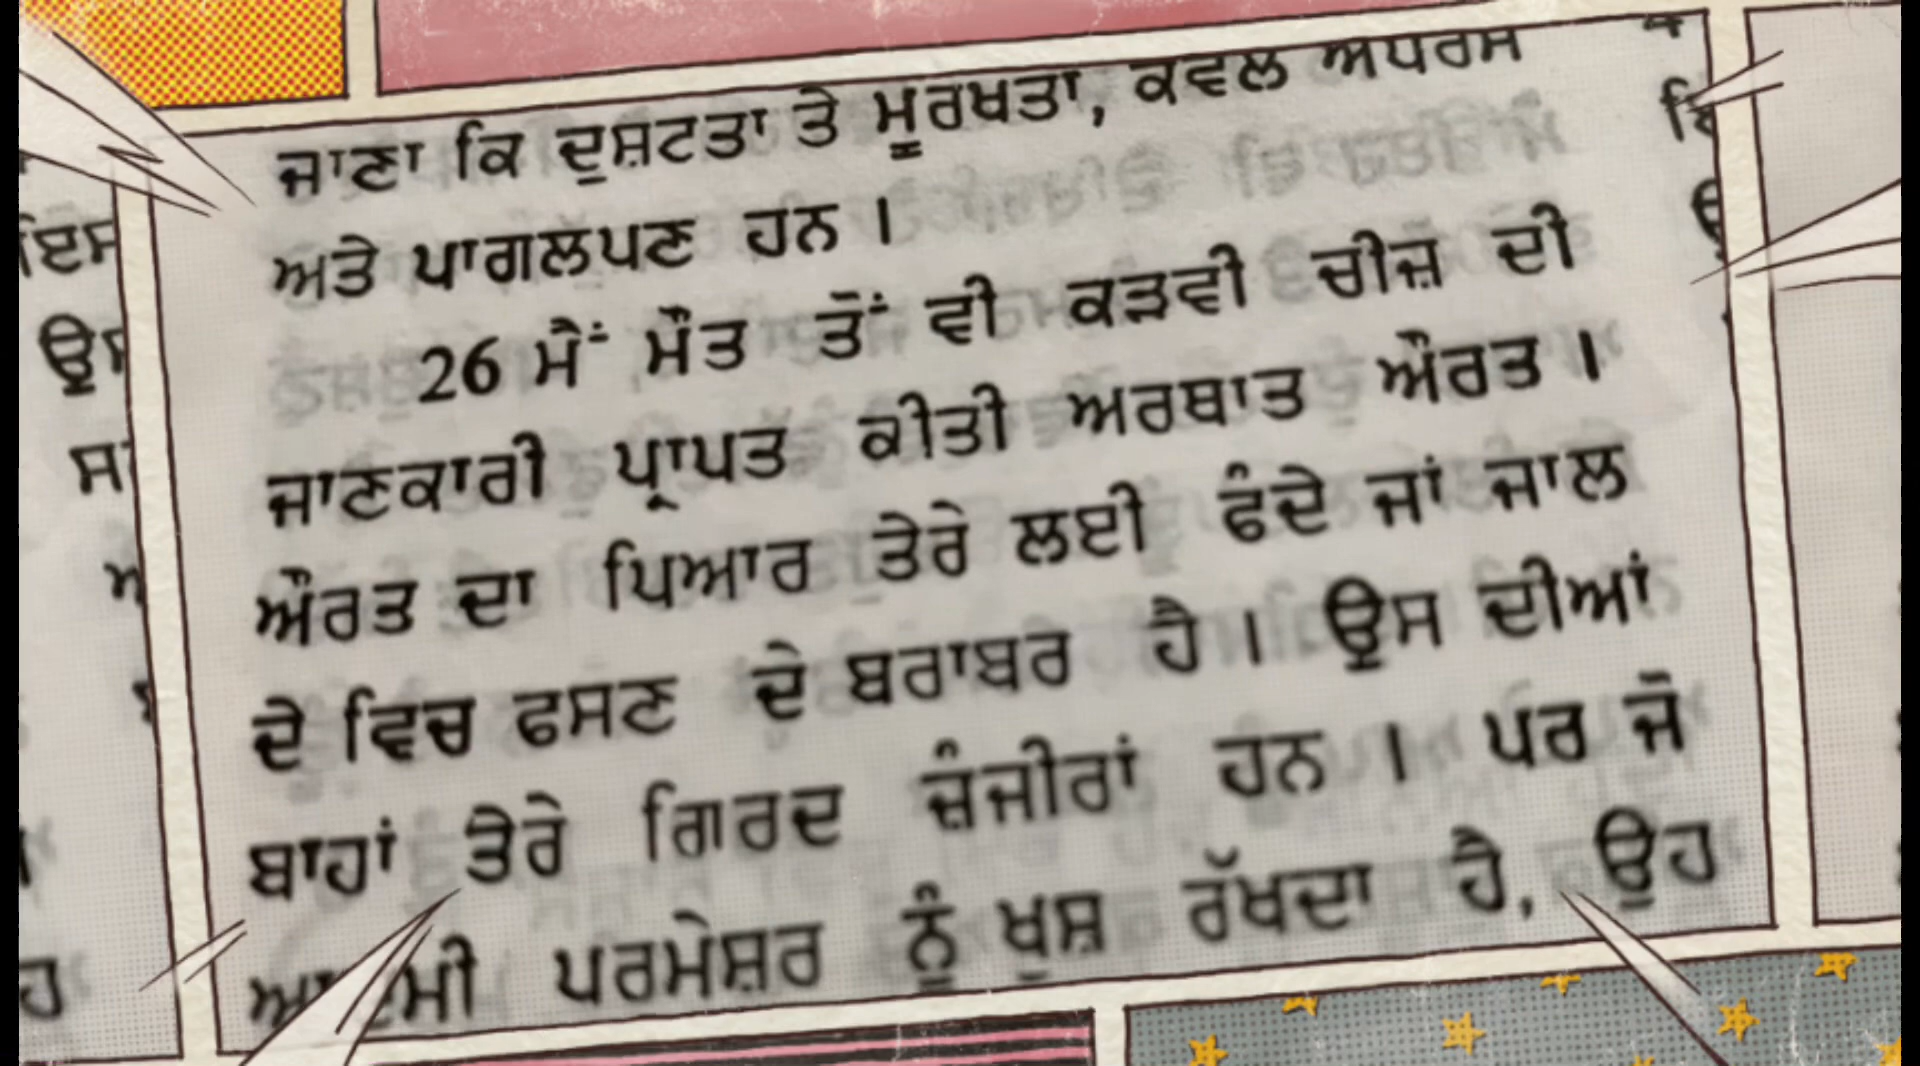 ਜਾਣਾ ਕਿ ਦੁਸ਼ਟਤਾ ਤੇ ਮੂਰਖਤਾ, ਕਵਲ ਅਧਰਮ
ਅਤੇ ਪਾਗਲਪਣ ਹਨ ।
26 ਮੈਂ ਮੌਤ ਤੋਂ ਵੀ ਕੜਵੀ ਚੀਜ਼ ਦੀ
ਜਾਣਕਾਰੀ ਪ੍ਰਾਪਤ ਕੀਤੀ ਅਰਥਾਤ ਔਰਤ ।
ਔਰਤ ਦਾ ਪਿਆਰ ਤੇਰੇ ਲਈ ਫੰਦੇ ਜਾਂ ਜਾਲ
ਦੇ ਵਿਚ ਫਸਣ ਦੇ ਬਰਾਬਰ ਹੈ । ਉਸ ਦੀਆਂ
ਬਾਹਾਂ ਤੇਰੇ ਗਿਰਦ ਜ਼ੰਜੀਰਾਂ ਹਨ । ਪਰ ਜੋ
ਪਰਮੇਸ਼ਰ ਨੂੰ ਖੁਸ਼ ਰੱਖਦਾ ਹੈ, ਉਹ